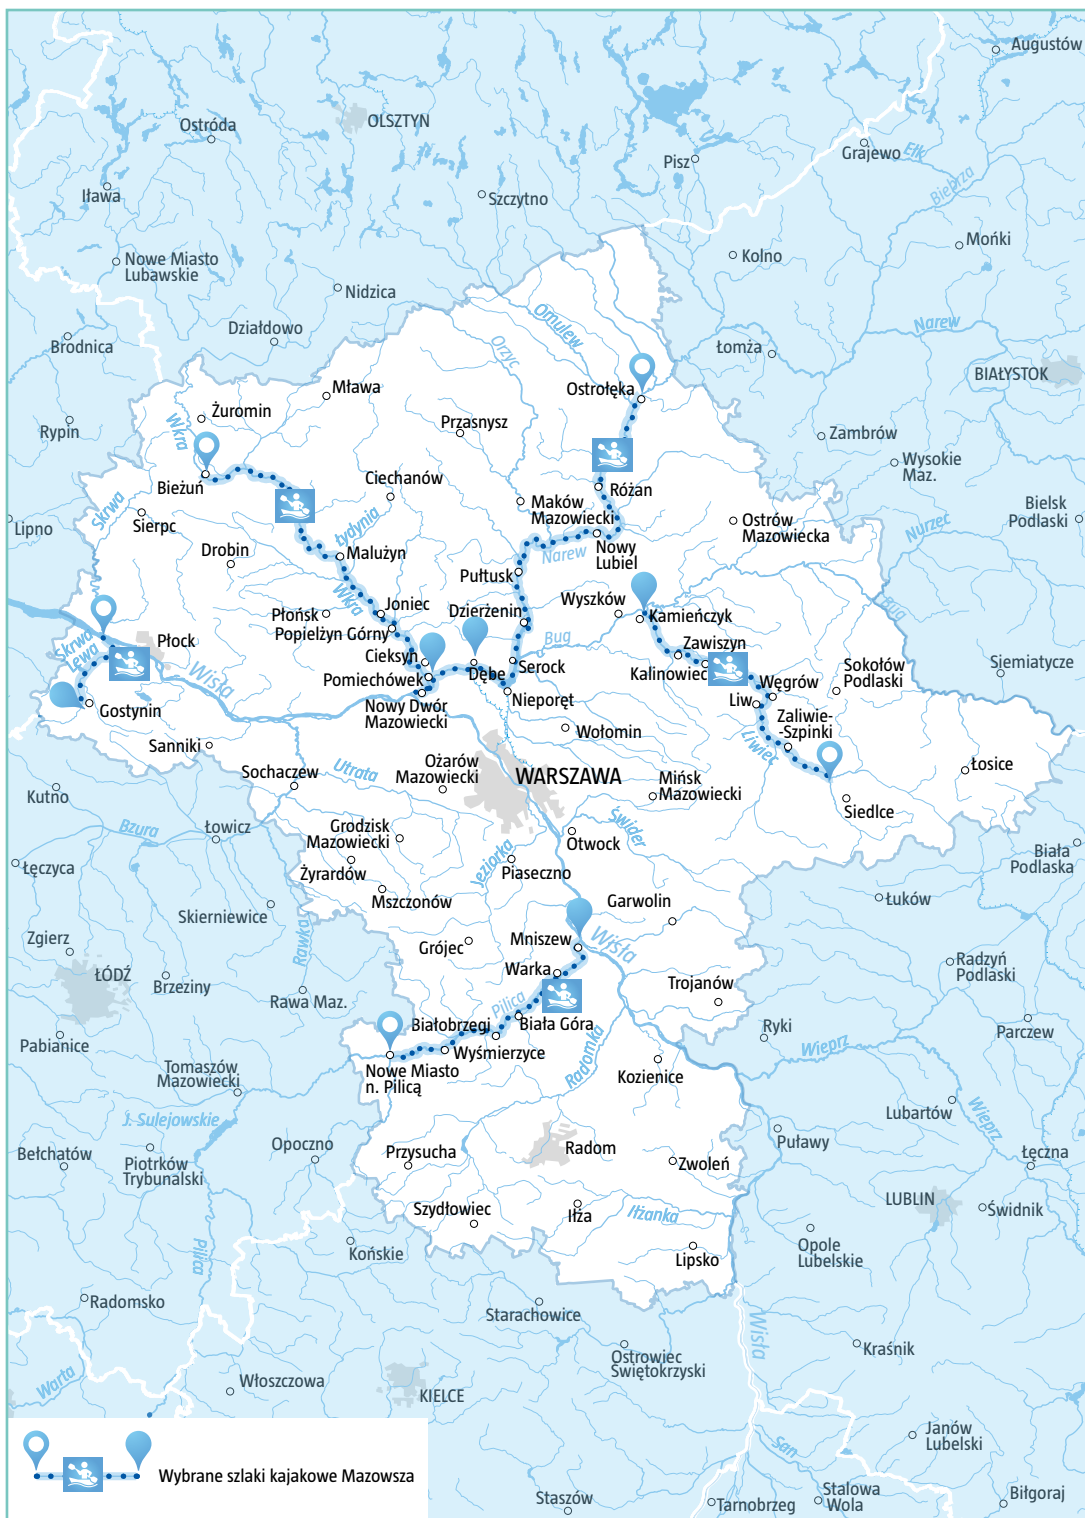 Augustów
Ostróda
OLSZTYN
Pisz
Grajewo
Ełk
Biebrza
Iława
Szczytno
Mońki
Kolno
Nowe Miasto
Lubawskie
Nidzica
Omulew
Narew
Działdowo
Orzyc
Łomża
Brodnica
BIAŁYSTOK
Mława
Ostrołęka
Żuromin
Wkra
Przasnysz
Rypin
Zambrów
Wysokie
Maz.
Bieżuń
Ciechanów
Różan
Skrwa
Maków
Mazowiecki
Bielsk
Podlaski
Lipno
Sierpc
Łydynia
Ostrów
Mazowiecka
Nurzec
Drobin
Malużyn
Narew
Nowy
Lubiel
Pułtusk
Wkra
Joniec
Płońsk
Popielżyn Górny
Dzierżenin
Wyszków
Kamieńczyk
Bug
Płock
Skrwa
Lewa
Cieksyn
Bug
Zawiszyn
Wisła
Pomiechówek
Dębe
Serock
Kalinowiec
Sokołów
Podlaski
Siemiatycze
Gostynin
Nowy Dwór
Mazowiecki
Nieporęt
Liw
Węgrów
Sanniki
Wołomin
Zaliwie-
-Szpinki
Liwiec
Sochaczew
Utrata
Ożarów
Mazowiecki
WARSZAWA
Mińsk
Mazowiecki
Łosice
Kutno
Siedlce
Bzura
Łowicz
Grodzisk
Mazowiecki
Świder
Otwock
Jeziorka
Łęczyca
Żyrardów
Piaseczno
Biała
Podlaska
Mszczonów
Skierniewice
Garwolin
Łuków
Zgierz
Rawka
Grójec
Mniszew
Wisła
ŁÓDŹ
Brzeziny
Warka
Radzyń
Podlaski
Rawa Maz.
Pilica
Trojanów
Białobrzegi
Biała Góra
Ryki
Parczew
Pabianice
Wyśmierzyce
Radomka
Wieprz
Nowe Miasto
n. Pilicą
Kozienice
Tomaszów
Mazowiecki
J. Sulejowskie
Lubartów
Wieprz
Opoczno
Puławy
Bełchatów
Piotrków
Trybunalski
Przysucha
Radom
Zwoleń
Łęczna
LUBLIN
Szydłowiec
Iłża
Iłżanka
Świdnik
Pilica
Końskie
Lipsko
Opole
Lubelskie
Radomsko
Starachowice
Wisła
Kraśnik
Ostrowiec
Świętokrzyski
Warta
Włoszczowa
KIELCE
Janów
Lubelski
San
Wybrane szlaki kajakowe Mazowsza
Staszów
Tarnobrzeg
Stalowa
Wola
Biłgoraj